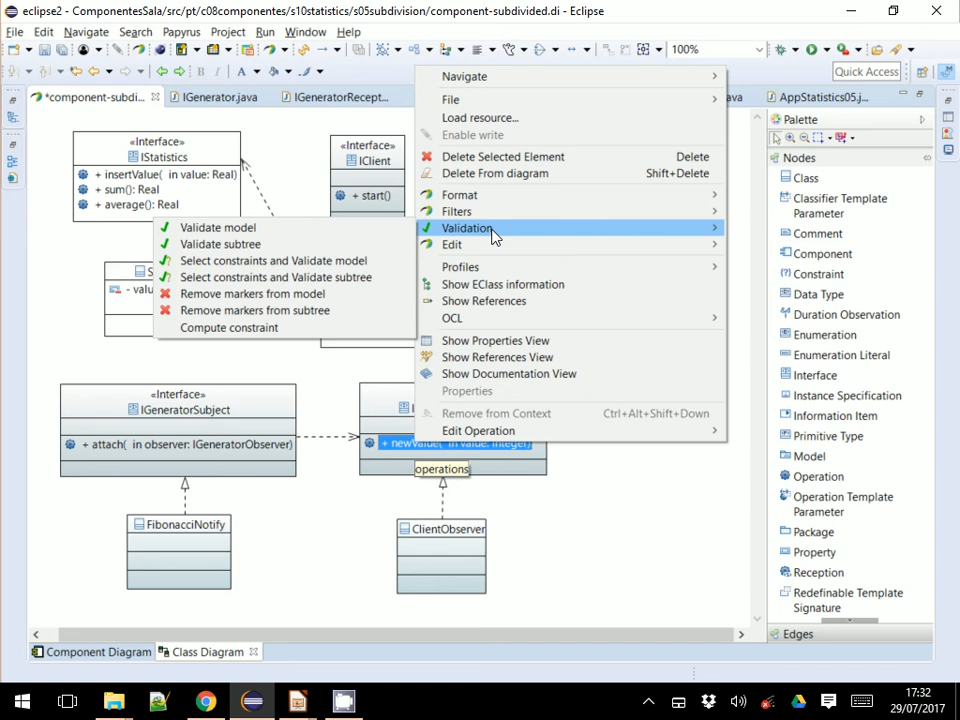 eclipse2 - ComponentesSala/src/pt/c08componentes/s10statistics/s05subdivision/component-subdivided.di - Eclipse
File Edit Navigate Search Papyrus Project Run Window Help
100%
B I A
Quick Access
*component-subdi...
IGenerator.java
IGeneratorRecept...
ava
AppStatistics05.j...
«Interface»
IStatistics
+ insertValue( in value: Real)
+ sum(): Real
+ average(): Real
«Interface»
IClient
+ start()
S
- valu
«Interface»
IGeneratorSubject
+ attach( in observer: IGeneratorObserver)
+ newValue( in value: Integer)
operations
FibonacciNotify
ClientObserver
Validate model
Validate subtree
Select constraints and Validate model
Select constraints and Validate subtree
Remove markers from model
Remove markers from subtree
Compute constraint
Navigate
File
Load resource...
Enable write
Delete Selected Element Delete
Delete From diagram Shift+Delete
Format
Filters
Validation
Edit
Profiles
Show EClass information
Show References
OCL
Show Properties View
Show References View
Show Documentation View
Properties
Remove from Context Ctrl+Alt+Shift+Down
Edit Operation
Palette
Nodes
Class
Classifier Template
Parameter
Comment
Component
Constraint
Data Type
Duration Observation
Enumeration
Enumeration Literal
Interface
Instance Specification
Information Item
Primitive Type
Model
Operation
Operation Template
Parameter
Package
Property
Reception
Redefinable Template
Signature
Edges
Component Diagram
Class Diagram
17:32
29/07/2017